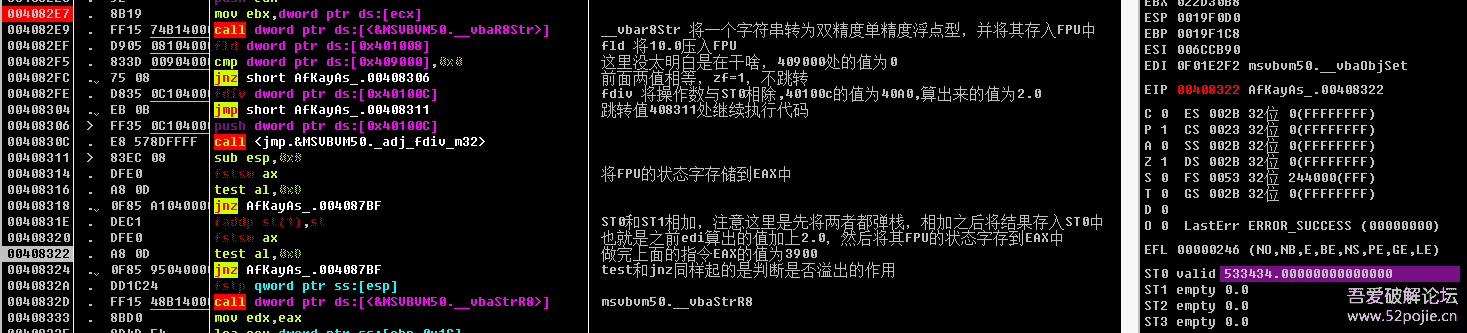 004082E7 . 8B19 mov ebx,dword ptr ds:[ecx]
004082E9 . FF15 74B14000 call dword ptr ds:[<&MSVBVM50.__vbaR8Str>] __vbar8Str 将一个字符串转为双精度单精度浮点型，并将其存入FPU中
004082EF . D905 08104000 fld dword ptr ds:[0x401008] fld 将10.0压入FPU
004082F5 . 833D 00904000 cmp dword ptr ds:[0x409000],0x0 这里没太明白是在干啥，409000处的值为0
004082FC .. 75 08 jnz short AfKayAs_.00408306 前面两值相等，zf=1，不跳转
004082FE . D835 0C104000 fdiv dword ptr ds:[0x40100C] fdiv 将操作数与ST0相除,40100c的值为40A0,算出来的值为2.0
00408304 .. EB 0B jmp short AfKayAs_.00408311 跳转值408311处继续执行代码
00408306 > FF35 0C104000 push dword ptr ds:[0x40100C]
0040830C . E8 578DFFFF call <jmp.&MSVBVM50._adj_fdiv_m32>
00408311 > 83EC 08 sub esp,0x8
00408314 . DFE0 fstsw ax 将FPU的状态字存储到EAX中
00408316 . A8 0D test al,0xD
00408318 .. 0F85 A1040000 jnz AfKayAs_.004087BF
0040831E . DEC1 faddp st(1),st ST0和ST1相加，注意这里是先将两者都弹栈，相加之后将结果存入ST0中
00408320 . DFE0 fstsw ax 也就是之前edi算出的值加上2.0，然后将其FPU的状态字存到EAX中
00408322 . A8 0D test al,0xD 做完上面的指令EAX的值为3900
00408324 .. 0F85 95040000 jnz AfKayAs_.004087BF test和jnz同样起的是判断是否溢出的作用
0040832A . DD1C24 fstp qword ptr ss:[esp]
0040832D . FF15 48B14000 call dword ptr ds:[<&MSVBVM50.__vbaStrR8>] msvbvm50.__vbaStrR8
00408333 . 8BD0 mov edx,eax
EBX 022D30B8
ESP 0019F0D0
EBP 0019F1C8
ESI 006CCB90
EDI 0F01E2F2 msvbvm50.__vbaObjSet
EIP 00408322 AfKayAs_.00408322
C 0 ES 002B 32位 0(FFFFFFFF)
P 1 CS 0023 32位 0(FFFFFFFF)
A 0 SS 002B 32位 0(FFFFFFFF)
Z 1 DS 002B 32位 0(FFFFFFFF)
S 0 FS 0053 32位 244000(FFF)
T 0 GS 002B 32位 0(FFFFFFFF)
D 0
O 0 LastErr ERROR_SUCCESS (00000000)
EFL 00000246 (NO,NB,E,BE,NS,PE,GE,LE)
ST0 valid 533434.00000000000000
ST1 empty 0.0
ST2 empty 0.0
ST3 empty 0.0
吾爱破解论坛
www.52pojie.cn